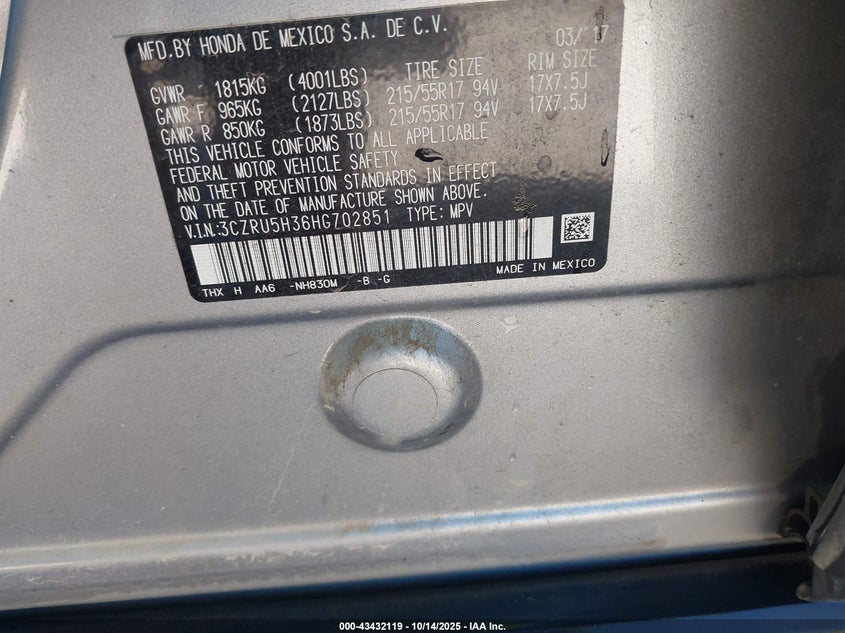 MFD.BY HONDA DE MEXICO S.A. DE C.V. 03/'17
GVWR - 1815KG (4001LBS) TIRE SIZE RIM SIZE
GAWR F 965KG (2127LBS) 215/55R17 94V 17X7.5J
GAWR R 850KG (1873LBS) 215/55R17 94V 17X7.5J
THIS VEHICLE CONFORMS TO ALL APPLICABLE
FEDERAL MOTOR VEHICLE SAFETY
AND THEFT PREVENTION STANDARDS IN EFFECT
ON THE DATE OF MANUFACTURE SHOWN ABOVE.
V.I.N:3CZRU5H36HG702851 TYPE: MPV
THX H AA6 -NH830M -B -G MADE IN MEXICO
000-43432119 - 10/14/2025 - IAA Inc.